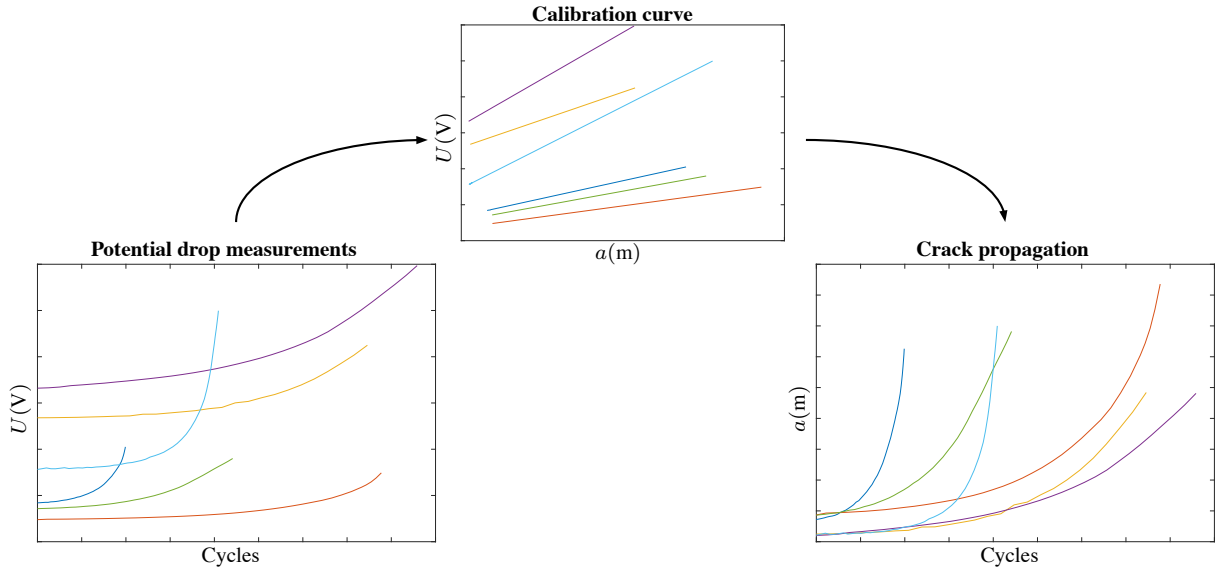 Calibration curve
U(V)
a(m)
Potential drop measurements
U(V)
Cycles
Crack propagation
a(m)
Cycles